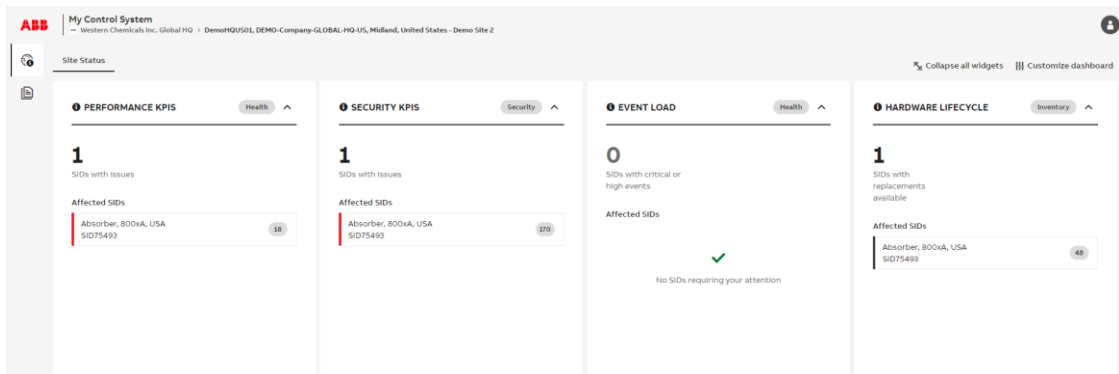 ABB
My Control System
— Western Chemicals Inc. Global HQ > DemoHQUS01, DEMO-Company-GLOBAL-HQ-US, Midland, United States - Demo Site 2
Site Status
Collapse all widgets
Customize dashboard
PERFORMANCE KPIS
Health
1
SIDs with issues
Affected SIDs
Absorber, 800xA, USA
SID75493
18
SECURITY KPIS
Security
1
SIDs with issues
Affected SIDs
Absorber, 800xA, USA
SID75493
170
EVENT LOAD
Health
0
SIDs with critical or
high events
Affected SIDs
No SIDs requiring your attention
HARDWARE LIFECYCLE
Inventory
1
SIDs with
replacements
available
Affected SIDs
Absorber, 800xA, USA
SID75493
48